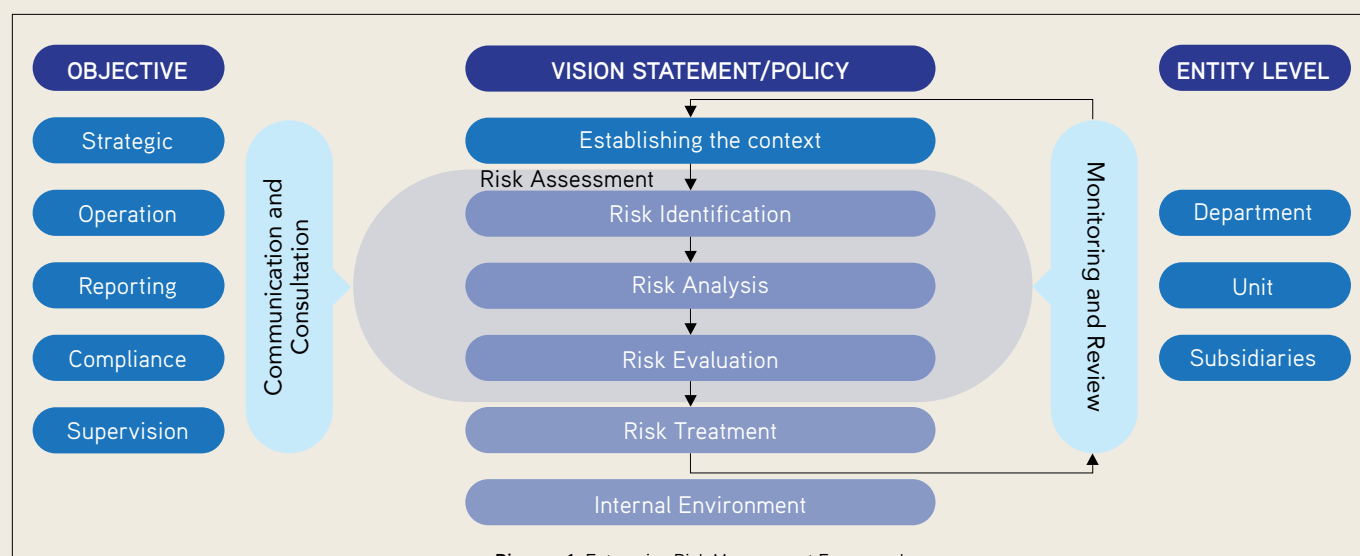 OBJECTIVE
Strategic
Operation
Reporting
Compliance
Supervision
Communication and
Consultation
VISION STATEMENT/POLICY
Establishing the context
Risk Assessment
Risk Identification
Risk Analysis
Risk Evaluation
Risk Treatment
Internal Environment
Monitoring and Review
ENTITY LEVEL
Department
Unit
Subsidiaries